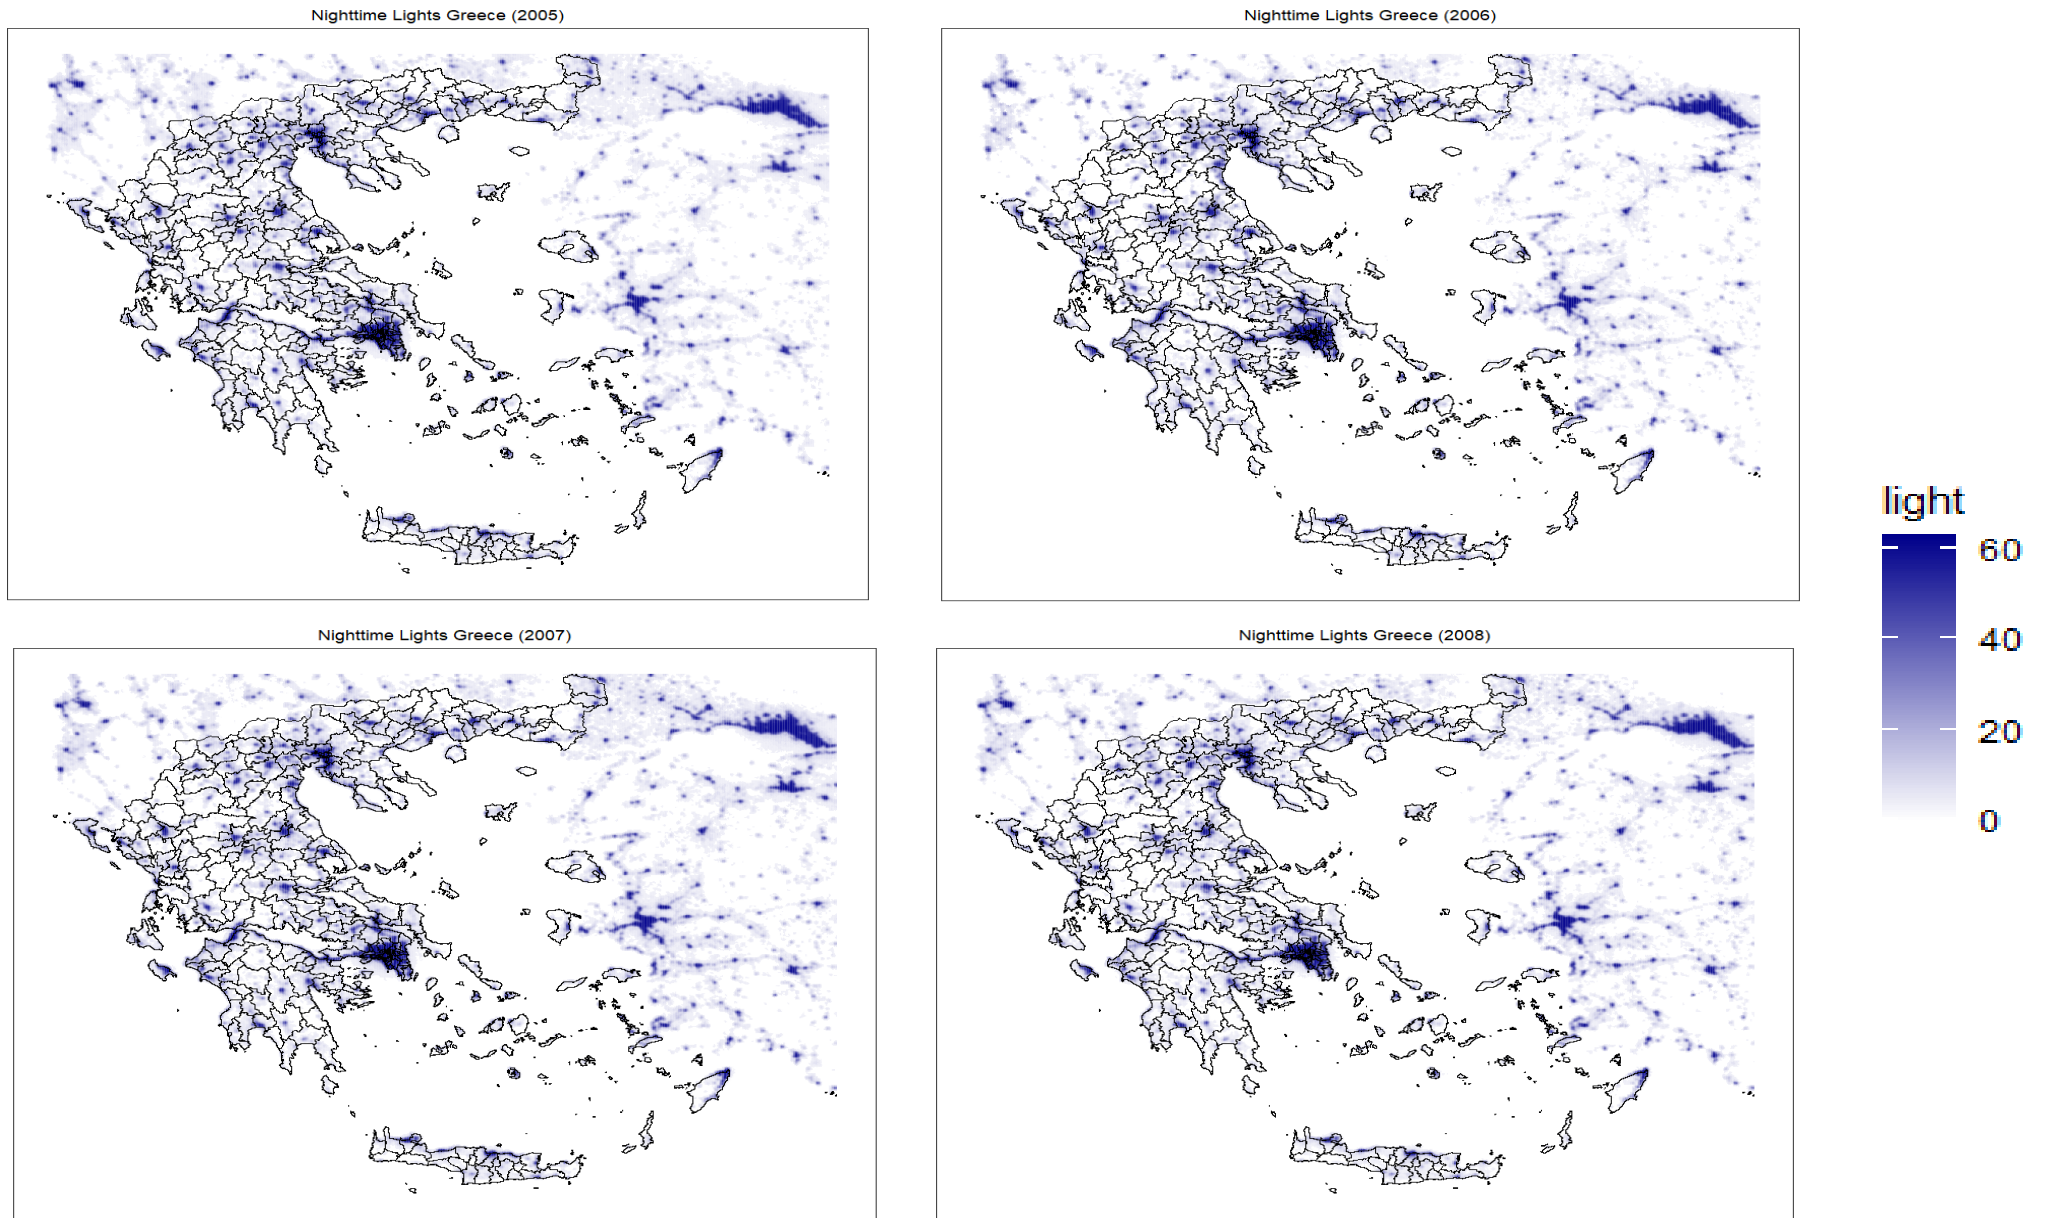 Nighttime Lights Greece (2005)
Nighttime Lights Greece (2006)
Nighttime Lights Greece (2007)
Nighttime Lights Greece (2008)
light
60
40
20
0